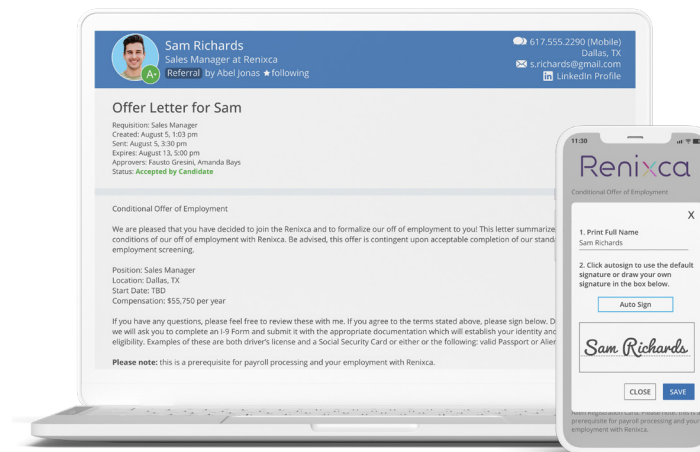 Sam Richards
Sales Manager at Renixca
Referral by Abel Jonas ★following
A+
617.555.2290 (Mobile)
Dallas, TX
s.richards@gmail.com
in LinkedIn Profile
Offer Letter for Sam
Requisition: Sales Manager
Created: August 5, 1:03 pm
Sent: August 5, 3:30 pm
Expires: August 13, 5:00 pm
Approvers: Fausto Gresini, Amanda Bays
Status: Accepted by Candidate
Conditional Offer of Employment
We are pleased that you have decided to join the Renixca and to formalize our off of employment to you! This letter summarize
conditions of our off of employment with Renixca. Be advised, this offer is contingent upon acceptable completion of our stand
employment screening.
Position: Sales Manager
Location: Dallas, TX
Start Date: TBD
Compensation: $55,750 per year
If you have any questions, please feel free to review these with me. If you agree to the terms stated above, please sign below. D
we will ask you to complete an I-9 Form and submit it with the appropriate documentation which will establish your identity and
eligibility. Examples of these are both driver's license and a Social Security Card or either or the following: valid Passport or Alien
Please note: this is a prerequisite for payroll processing and your employment with Renixca.
11:30
Renixca
Conditional Offer of Employment
X
1. Print Full Name
Sam Richards
2. Click autosign to use the default
signature or draw your own
signature in the box below.
Auto Sign
Sam Richards
CLOSE SAVE
Alien Registration Card. Please note: This is a
prerequisite for payroll processing and your
employment with Renixca.